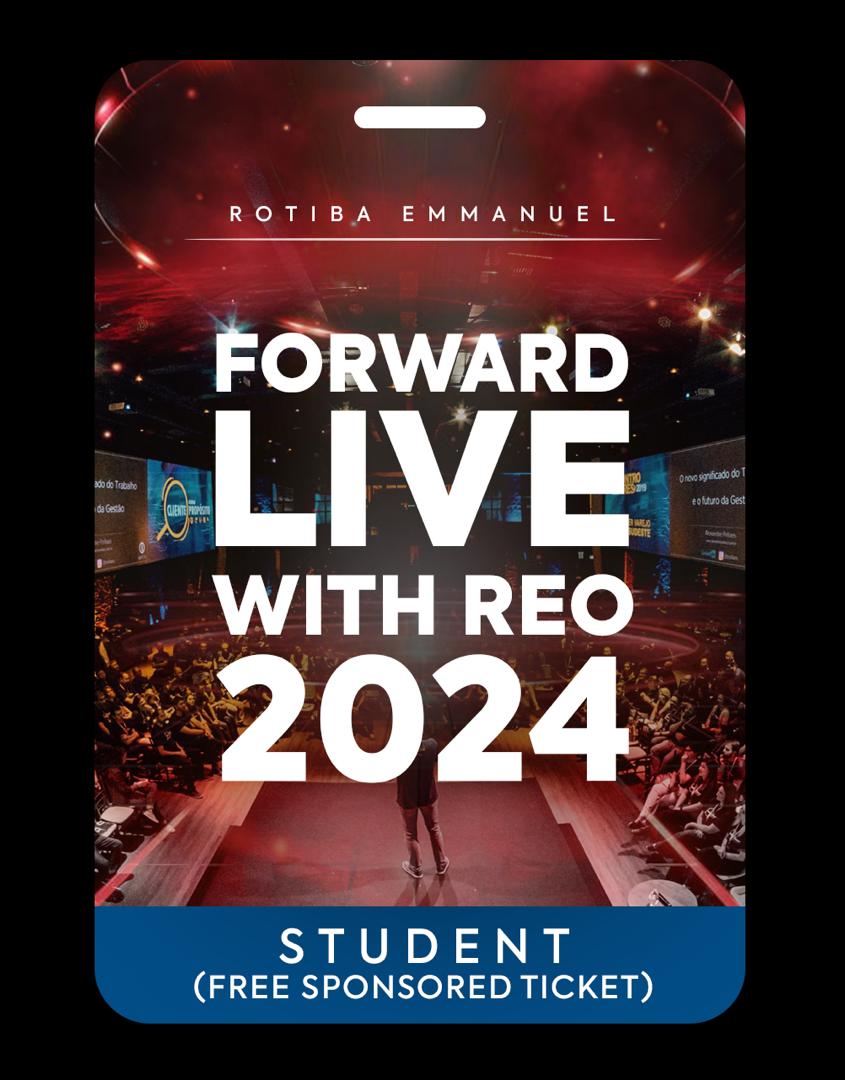 ROTIBA EMMANUEL
FORWARD
LIVE
WITH REO
2024
ado do Trabalho
da Gestão
CLIENTE
PROPÓSITO
O novo significado do T
e o futuro da Gest
STUDENT
(FREE SPONSORED TICKET)